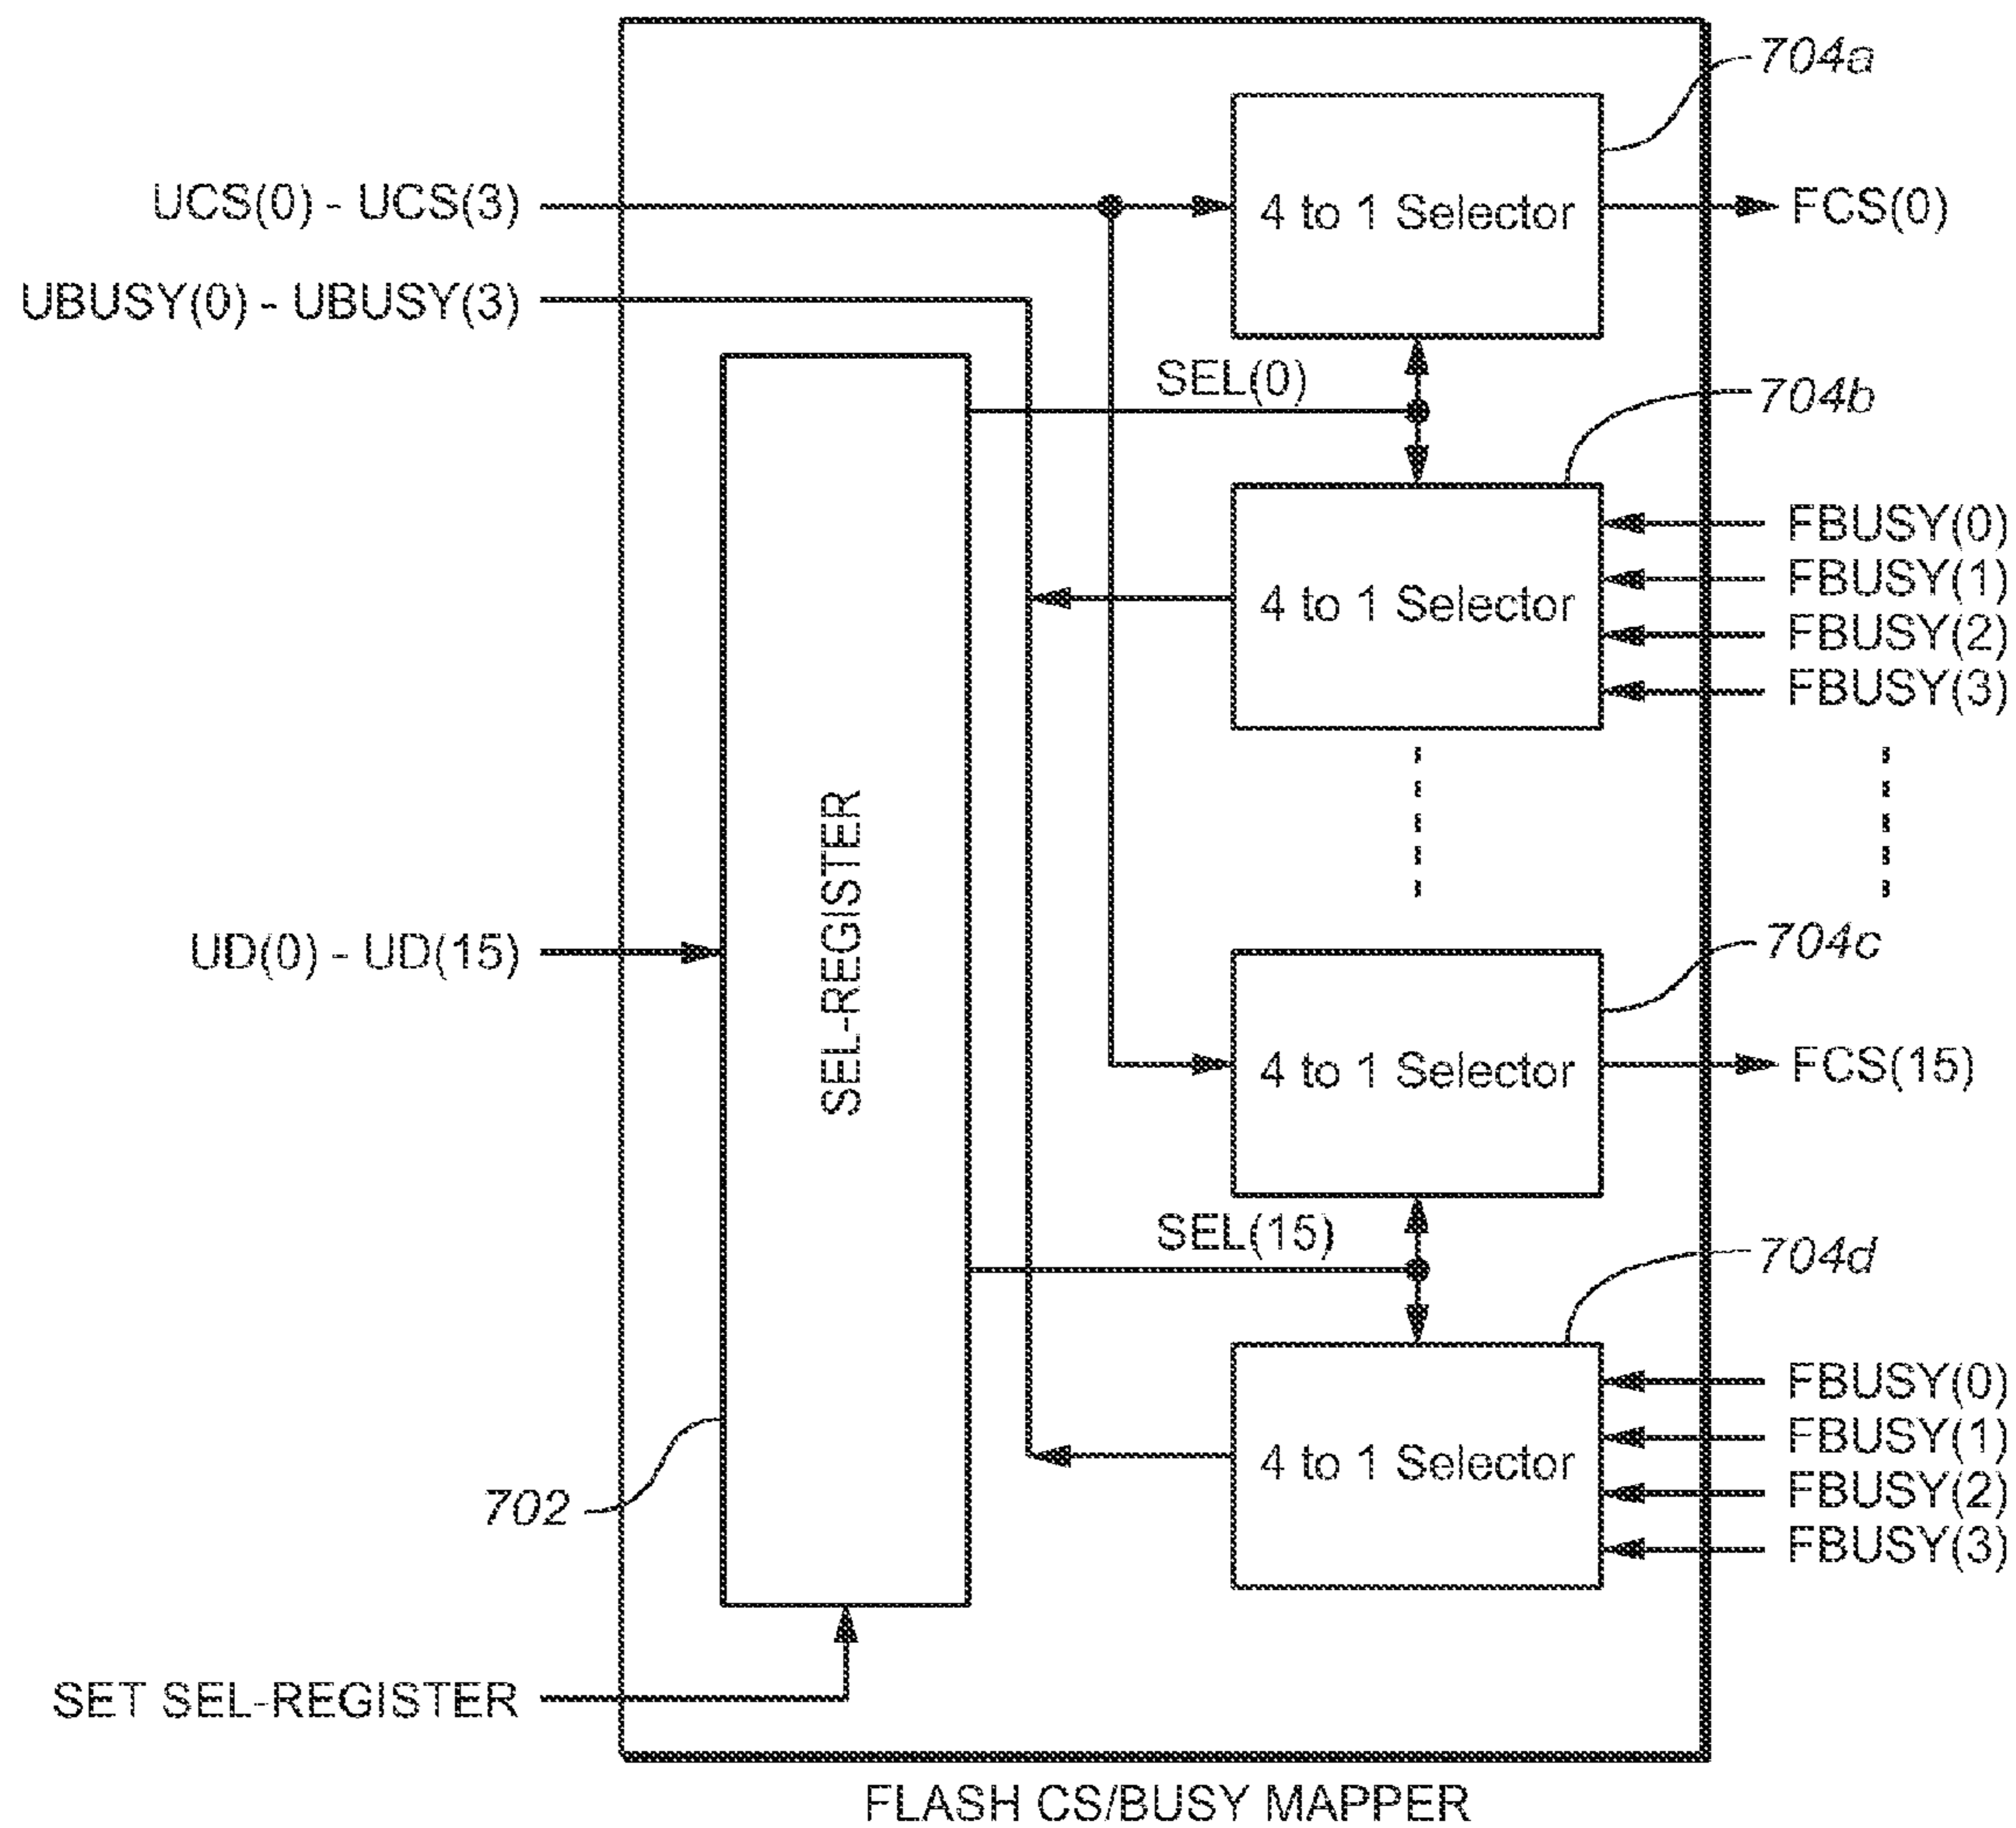 704a
UCS(0) - UCS(3)
4 to 1 Selector
FCS(0)
UBUSY(0) - UBUSY(3)
SEL(0)
704b
FBUSY(0)
FBUSY(1)
4 to 1 Selector
FBUSY(2)
FBUSY(3)
SEL-REGISTER
UD(0) - UD(15)
704c
4 to 1 Selector
FCS(15)
SEL(15)
704d
FBUSY(0)
FBUSY(1)
4 to 1 Selector
FBUSY(2)
702
FBUSY(3)
SET SEL-REGISTER
FLASH CS/BUSY MAPPER